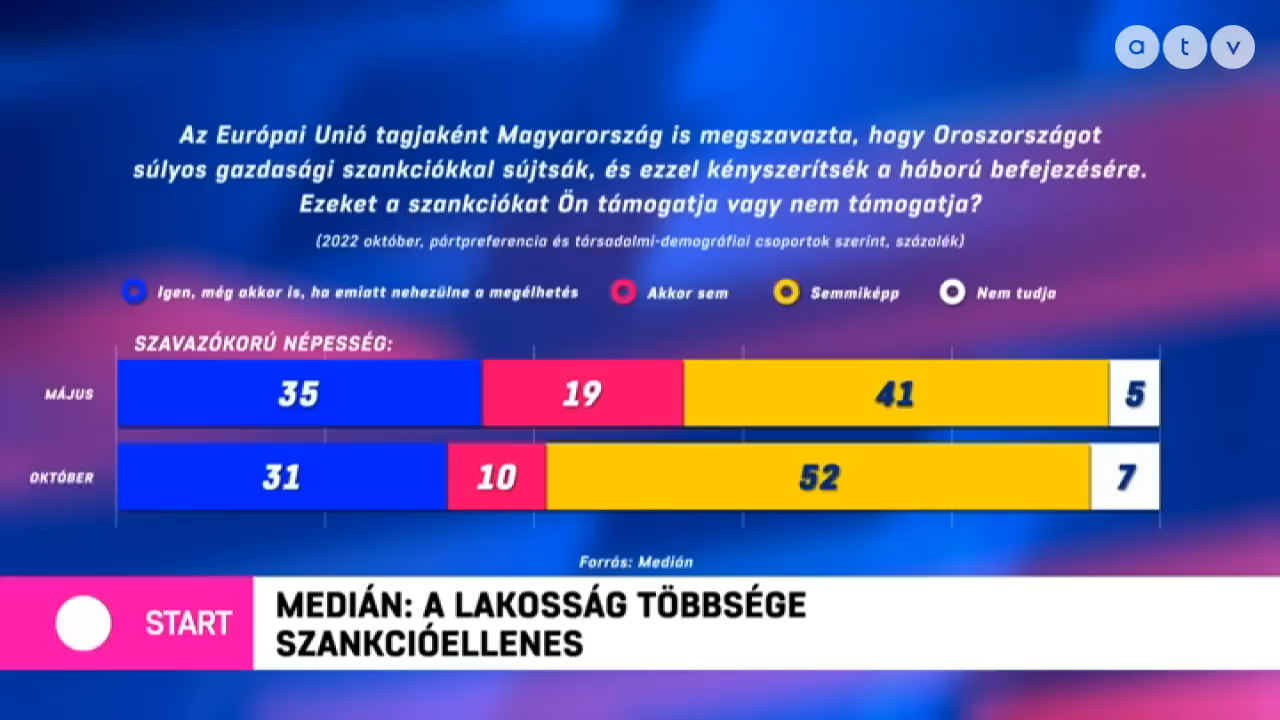 atv
Az Európai Unió tagjaként Magyarország is megszavazta, hogy Oroszországot
súlyos gazdasági szankciókkal sújtsák, és ezzel kényszerítsék a háború befejezésére.
Ezeket a szankciókat Ön támogatja vagy nem támogatja?
(2022 október, pártpreferencia és társadalmi-demográfiai csoportok szerint, százalék)
Igen, még akkor is, ha emiatt nehezülne a megélhetés Akkor sem Semmiképp Nem tudja
SZAVAZÓKORÚ NÉPESSÉG:
MÁJUS 35 19 41 5
OKTÓBER 31 10 52 7
Forrás: Medián
START
MEDIÁN: A LAKOSSÁG TÖBBSÉGE
SZANKCIÓELLENES